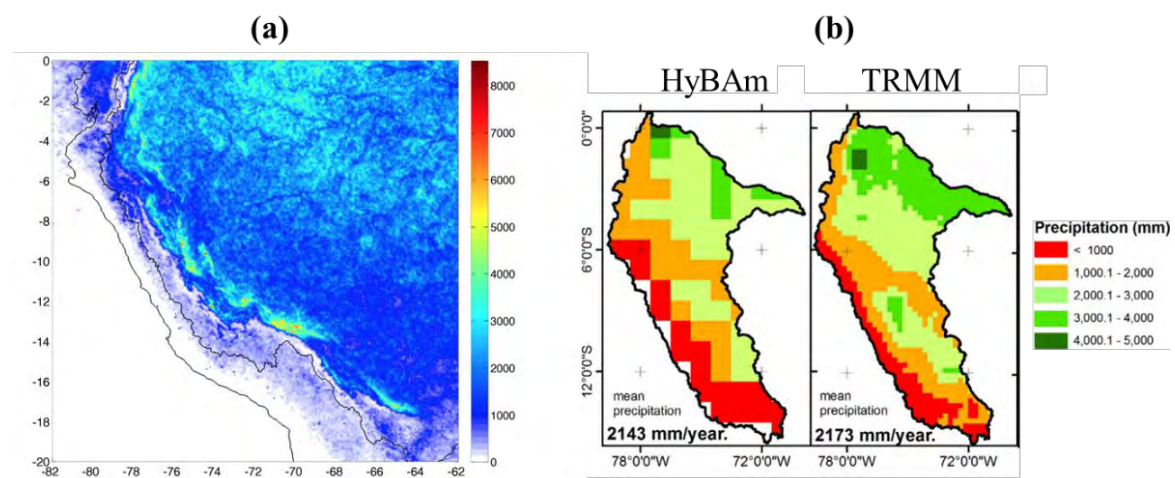 (a)
(b)
0
-2
-4
-6
-8
-10
-12
-14
-16
-18
-20
-82 -80 -78 -76 -74 -72 -70 -68 -66 -64 -62
8000
7000
6000
5000
4000
3000
2000
1000
0
HyBAm
TRMM
0°0'0"
6°0'0"S
12°0'0"S
mean
precipitation
2143 mm/year.
78°0'0"W 72°0'0"W
mean
precipitation
2173 mm/year.
78°0'0"W 72°0'0"W
Precipitation (mm)
< 1000
1,000.1 - 2,000
2,000.1 - 3,000
3,000.1 - 4,000
4,000.1 - 5,000